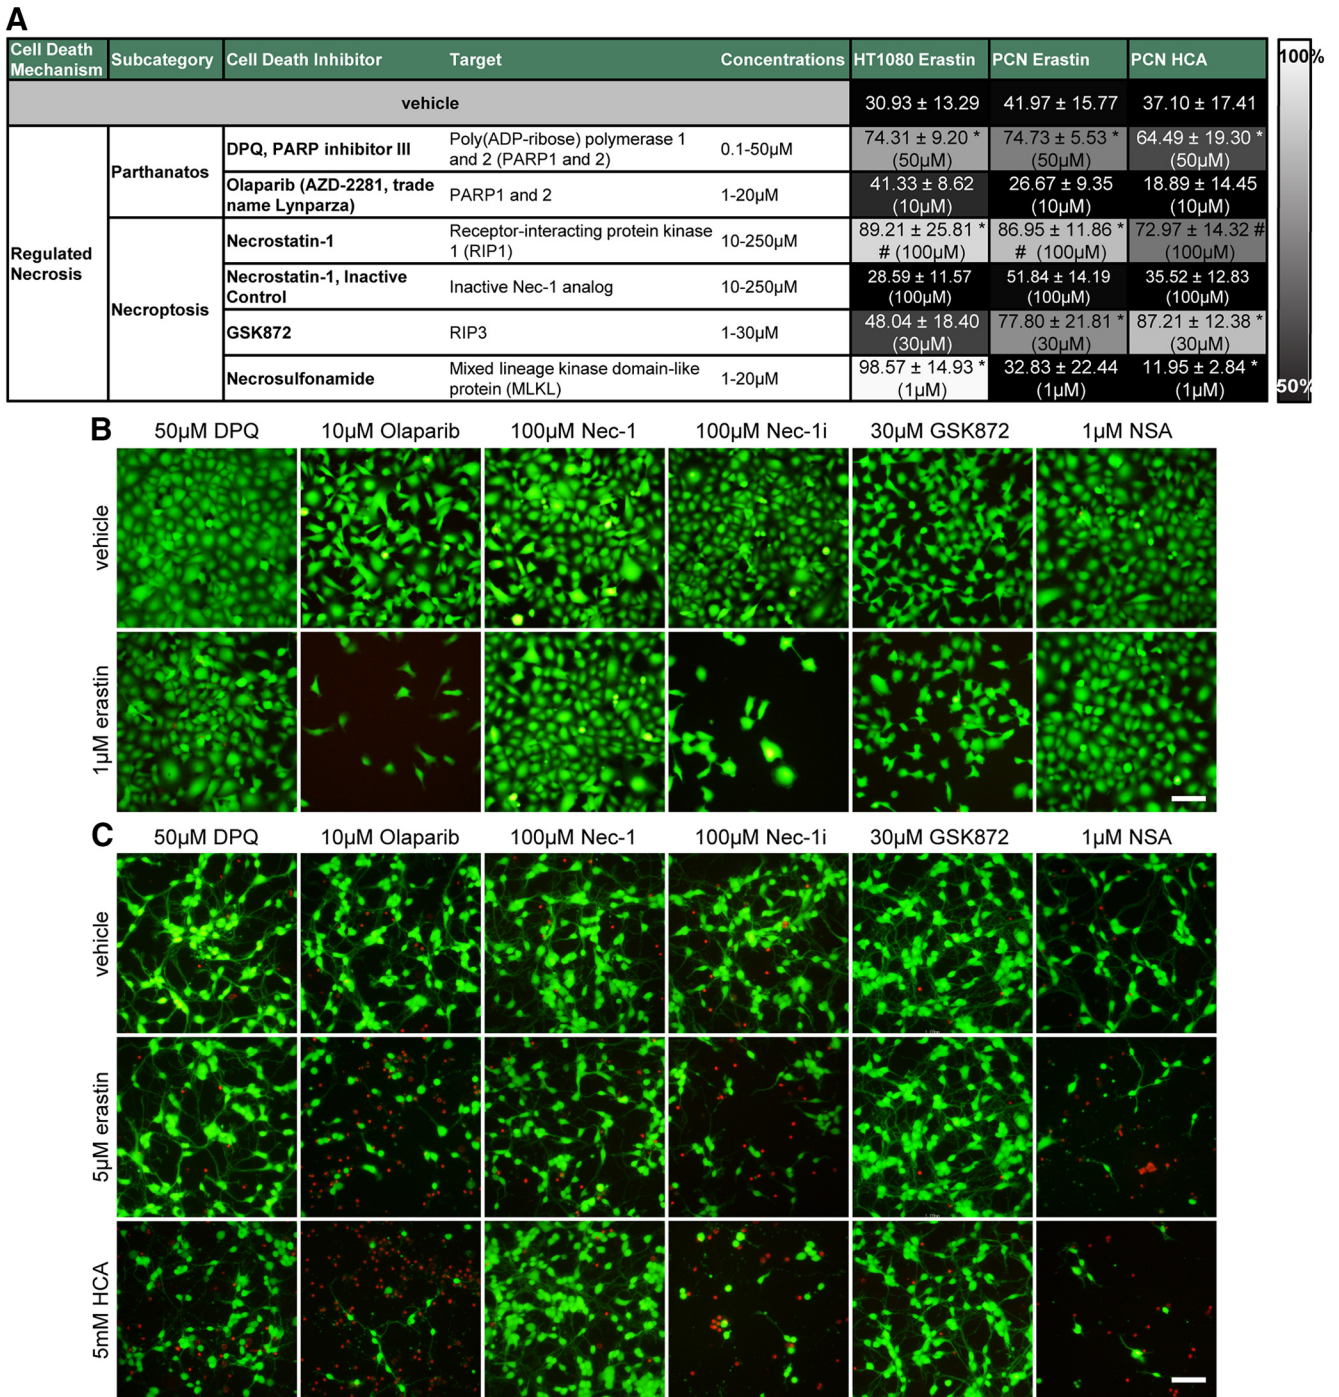 A
Cell Death Mechanism Subcategory Cell Death Inhibitor Target Concentrations HT1080 Erastin PCN Erastin PCN HCA
100%
vehicle 30.93 ± 13.29 41.97 ± 15.77 37.10 ± 17.41
Regulated Necrosis
Parthanatos
DPQ, PARP inhibitor III Poly(ADP-ribose) polymerase 1 and 2 (PARP1 and 2) 0.1-50μM 74.31 ± 9.20 * (50μM) 74.73 ± 5.53 * (50μM) 64.49 ± 19.30 * (50μM)
Olaparib (AZD-2281, trade name Lynparza) PARP1 and 2 1-20μM 41.33 ± 8.62 (10μM) 26.67 ± 9.35 (10μM) 18.89 ± 14.45 (10μM)
Necroptosis
Necrostatin-1 Receptor-interacting protein kinase 1 (RIP1) 10-250μM 89.21 ± 25.81 * # (100μM) 86.95 ± 11.86 * # (100μM) 72.97 ± 14.32 # (100μM)
Necrostatin-1, Inactive Control Inactive Nec-1 analog 10-250μM 28.59 ± 11.57 (100μM) 51.84 ± 14.19 (100μM) 35.52 ± 12.83 (100μM)
GSK872 RIP3 1-30μM 48.04 ± 18.40 (30μM) 77.80 ± 21.81 * (30μM) 87.21 ± 12.38 * (30μM)
Necrosulfonamide Mixed lineage kinase domain-like protein (MLKL) 1-20μM 98.57 ± 14.93 * (1μM) 32.83 ± 22.44 (1μM) 11.95 ± 2.84 * (1μM)
50%
B
50μM DPQ 10μM Olaparib 100μM Nec-1 100μM Nec-1i 30μM GSK872 1μM NSA
vehicle
1μM erastin
C
50μM DPQ 10μM Olaparib 100μM Nec-1 100μM Nec-1i 30μM GSK872 1μM NSA
vehicle
5μM erastin
5mM HCA